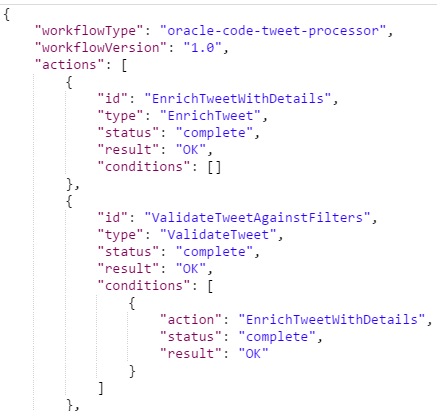 {
    "workflowType": "oracle-code-tweet-processor",
    "workflowVersion": "1.0",
    "actions": [
        {
            "id": "EnrichTweetWithDetails",
            "type": "EnrichTweet",
            "status": "complete",
            "result": "OK",
            "conditions": []
        },
        {
            "id": "ValidateTweetAgainstFilters",
            "type": "ValidateTweet",
            "status": "complete",
            "result": "OK",
            "conditions": [
                {
                    "action": "EnrichTweetWithDetails",
                    "status": "complete",
                    "result": "OK"
                }
            ]
        },